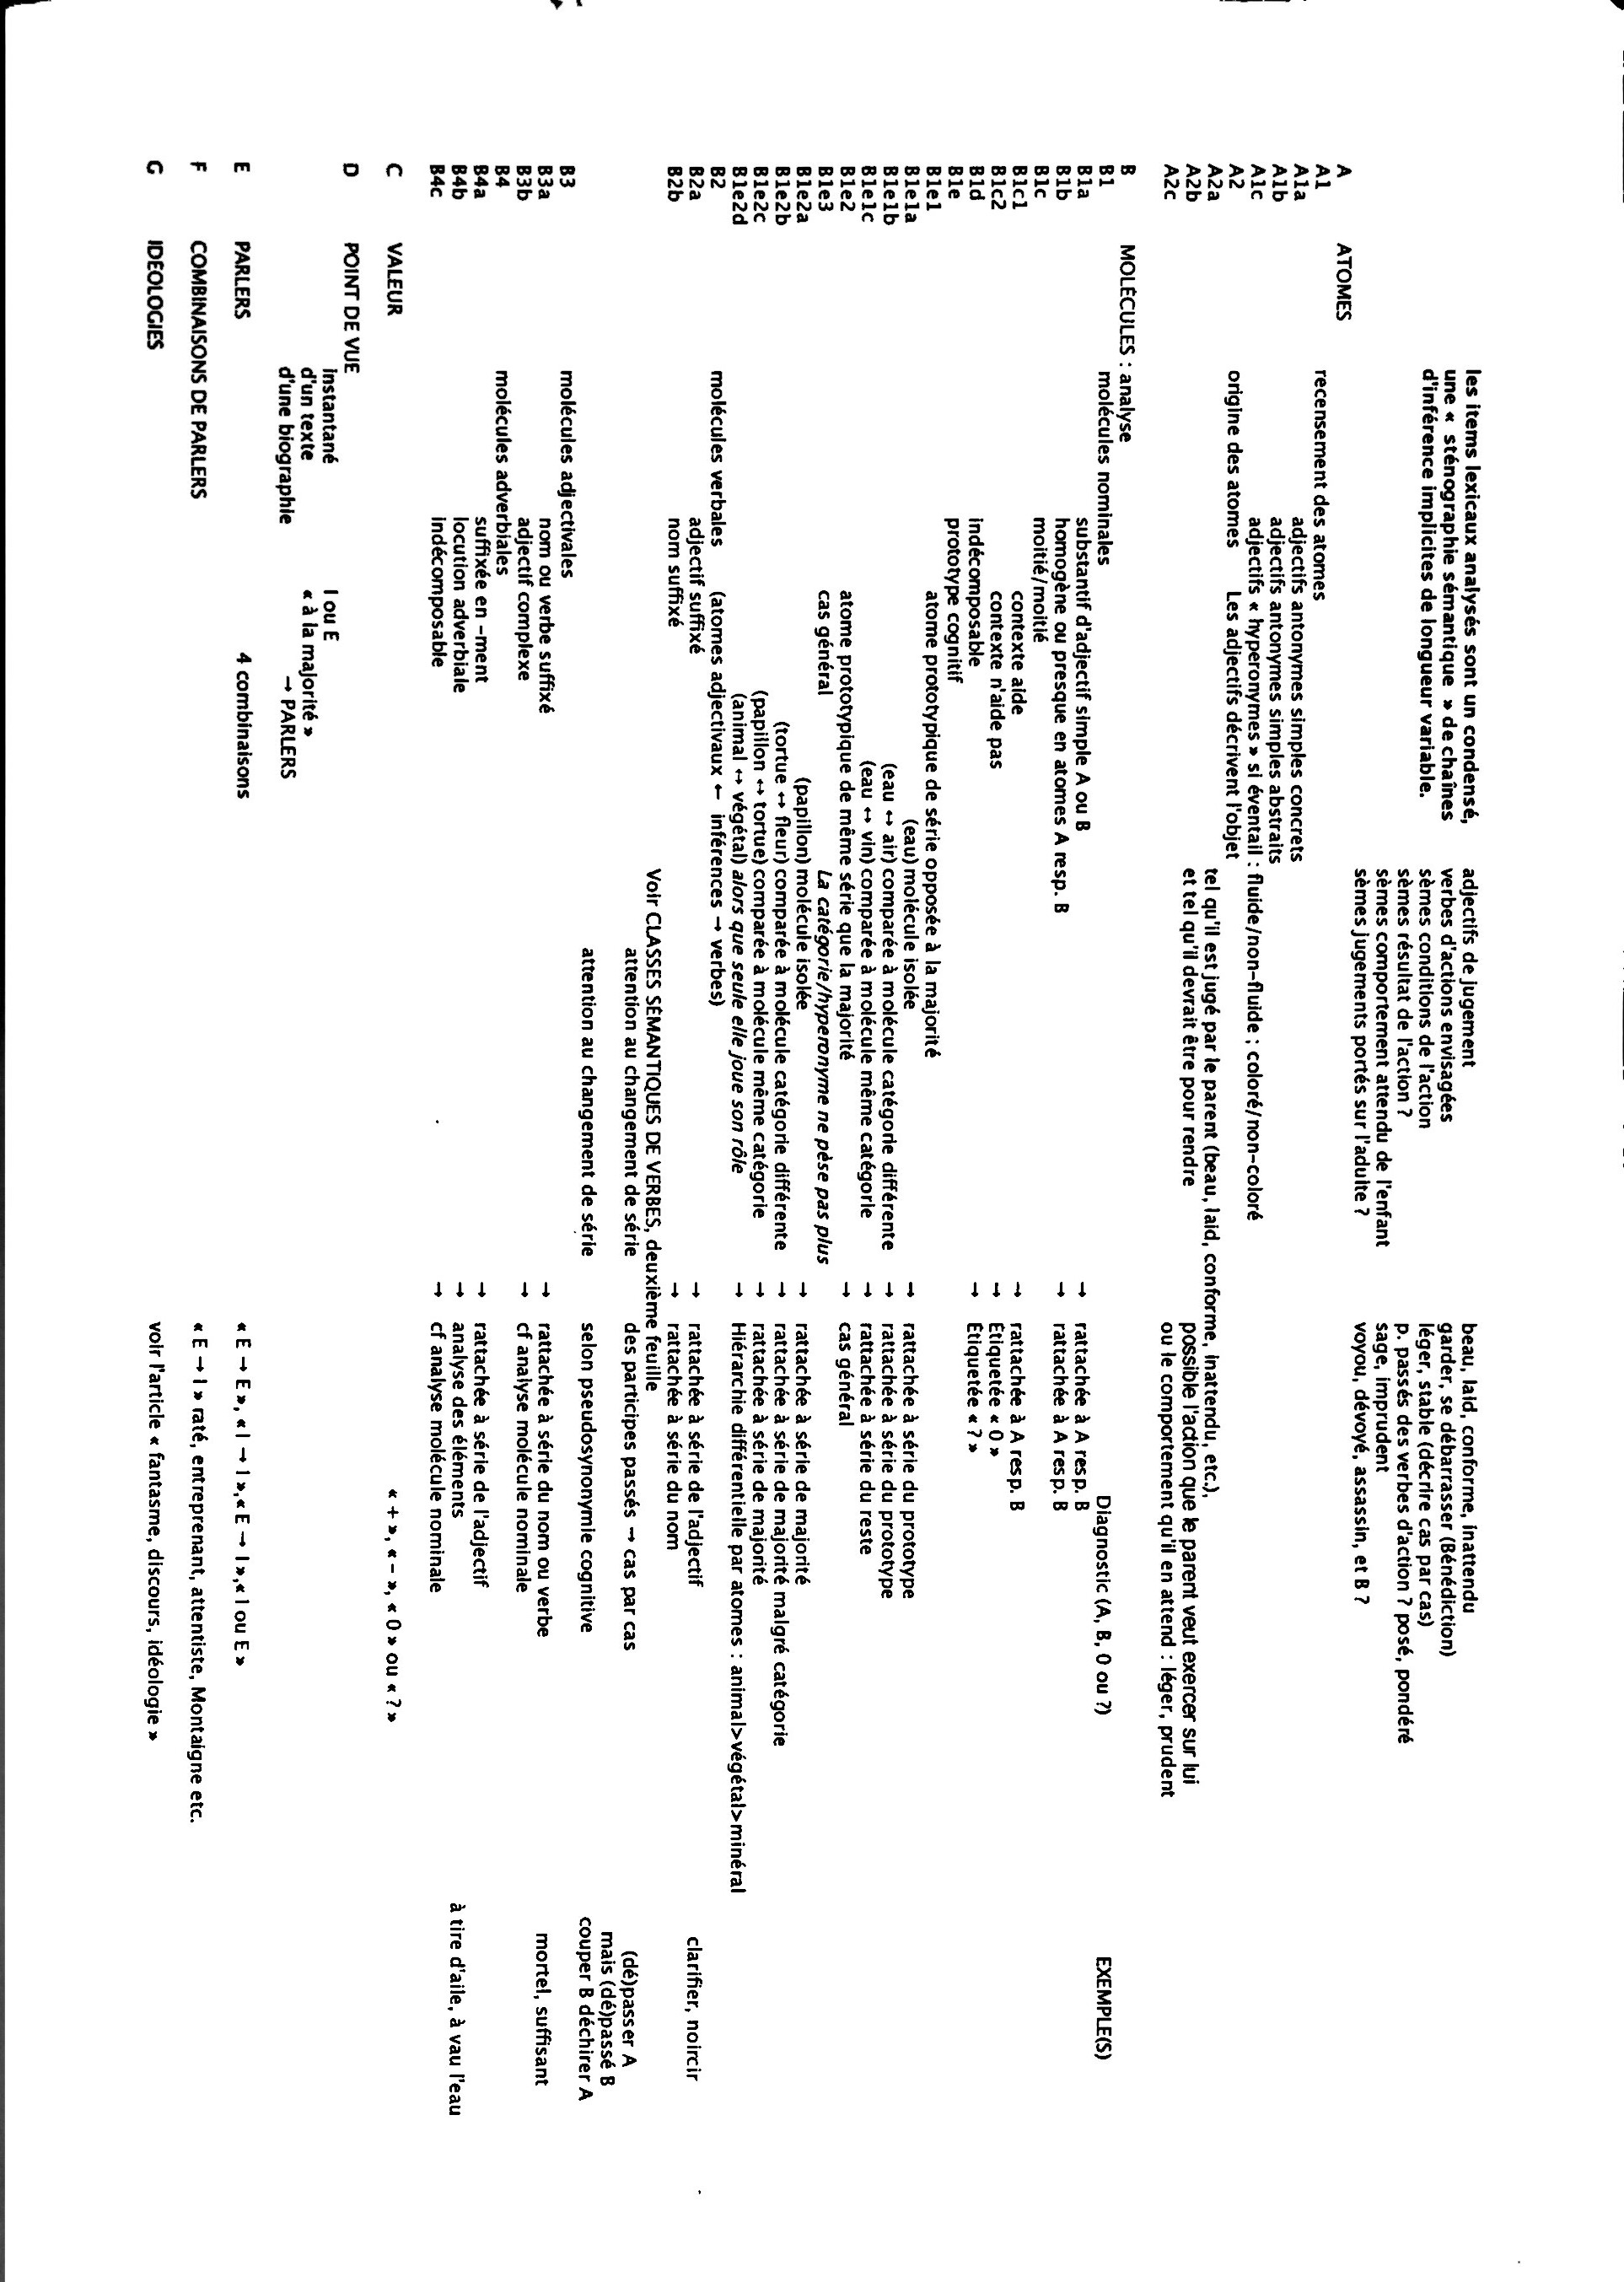 les items lexicaux analysés sont un condensé, adjectifs de jugement beau, laid, conforme, inattendu
une « sténographie sémantique » de chaînes verbes d'actions envisagées garder, se débarrasser (Bénédiction)
d'inférence implicites de longueur variable. sèmes conditions de l'action léger, stable (décrire cas par cas)
sèmes résultat de l'action ? p. passés des verbes d'action ? posé, pondéré
sèmes comportement attendu de l'enfant sage, imprudent
sèmes jugements portés sur l'adulte ? voyou, dévoyé, assassin, et B ?
A ATOMES
A1 recensement des atomes
A1a adjectifs antonymes simples concrets
A1b adjectifs antonymes simples abstraits
A1c adjectifs « hyperonymes » si éventail : fluide/non-fluide ; coloré/non-coloré
A2 origine des atomes Les adjectifs décrivent l'objet
A2a tel qu'il est jugé par le parent (beau, laid, conforme, inattendu, etc.),
A2b et tel qu'il devrait être pour rendre possible l'action que le parent veut exercer sur lui
A2c ou le comportement qu'il en attend : léger, prudent
B MOLÉCULES : analyse
B1 molécules nominales Diagnostic (A, B, 0 ou ?) EXEMPLE(S)
B1a substantif d'adjectif simple A ou B → rattachée à A resp. B
B1b homogène ou presque en atomes A resp. B → rattachée à A resp. B
B1c moitié/moitié
B1c1 contexte aide → rattachée à A resp. B
B1c2 contexte n'aide pas → Etiquetée « 0 »
B1d indécomposable → Etiquetée « ? »
B1e prototype cognitif
B1e1 atome prototypique de série opposée à la majorité
B1e1a (eau) molécule isolée → rattachée à série du prototype
B1e1b (eau ↔ air) comparée à molécule catégorie différente → rattachée à série du prototype
B1e1c (eau ↔ vin) comparée à molécule même catégorie → rattachée à série du reste
B1e2 atome prototypique de même série que la majorité → cas général
B1e3 cas général La catégorie/hyperonyme ne pèse pas plus
B1e2a (papillon) molécule isolée → rattachée à série de majorité
B1e2b (tortue ↔ fleur) comparée à molécule catégorie différente → rattachée à série de majorité malgré catégorie
B1e2c (papillon ↔ tortue) comparée à molécule même catégorie → rattachée à série de majorité
B1e2d (animal ↔ végétal) alors que seule elle joue son rôle → Hiérarchie différentielle par atomes : animal>végétal>minéral
B2 molécules verbales (atomes adjectivaux ← inférences → verbes)
B2a adjectif suffixé → rattachée à série de l'adjectif clarifier, noircir
B2b nom suffixé → rattachée à série du nom
Voir CLASSES SÉMANTIQUES DE VERBES, deuxième feuille
attention au changement de série des participes passés → cas par cas (dé)passer A
mais (dé)passé B
attention au changement de série selon pseudosynonymie cognitive couper B déchirer A
B3 molécules adjectivales
B3a nom ou verbe suffixé → rattachée à série du nom ou verbe mortel, suffisant
B3b adjectif complexe → cf analyse molécule nominale
B4 molécules adverbiales
B4a suffixée en -ment → rattachée à série de l'adjectif
B4b locution adverbiale → analyse des éléments à tire d'aile, à vau l'eau
B4c indécomposable → cf analyse molécule nominale
C VALEUR « + », « - », « 0 » ou « ? »
D POINT DE VUE
instantané I ou E
d'un texte « à la majorité »
d'une biographie → PARLERS
E PARLERS 4 combinaisons « E → E », « I → I », « E → I », « I ou E »
F COMBINAISONS DE PARLERS « E → I » raté, entreprenant, attentiste, Montaigne etc.
G IDEOLOGIES voir l'article « fantasme, discours, idéologie »